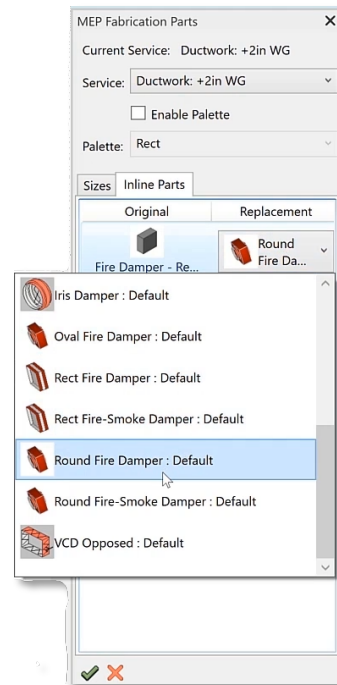 MEP Fabrication Parts
Current Service: Ductwork: +2in WG
Service: Ductwork: +2in WG
Enable Palette
Palette: Rect
Sizes Inline Parts
Original Replacement
Round
Fire Da...
Fire Damper - Re...
Iris Damper : Default
Oval Fire Damper : Default
Rect Fire Damper : Default
Rect Fire-Smoke Damper : Default
Round Fire Damper : Default
Round Fire-Smoke Damper : Default
VCD Opposed : Default